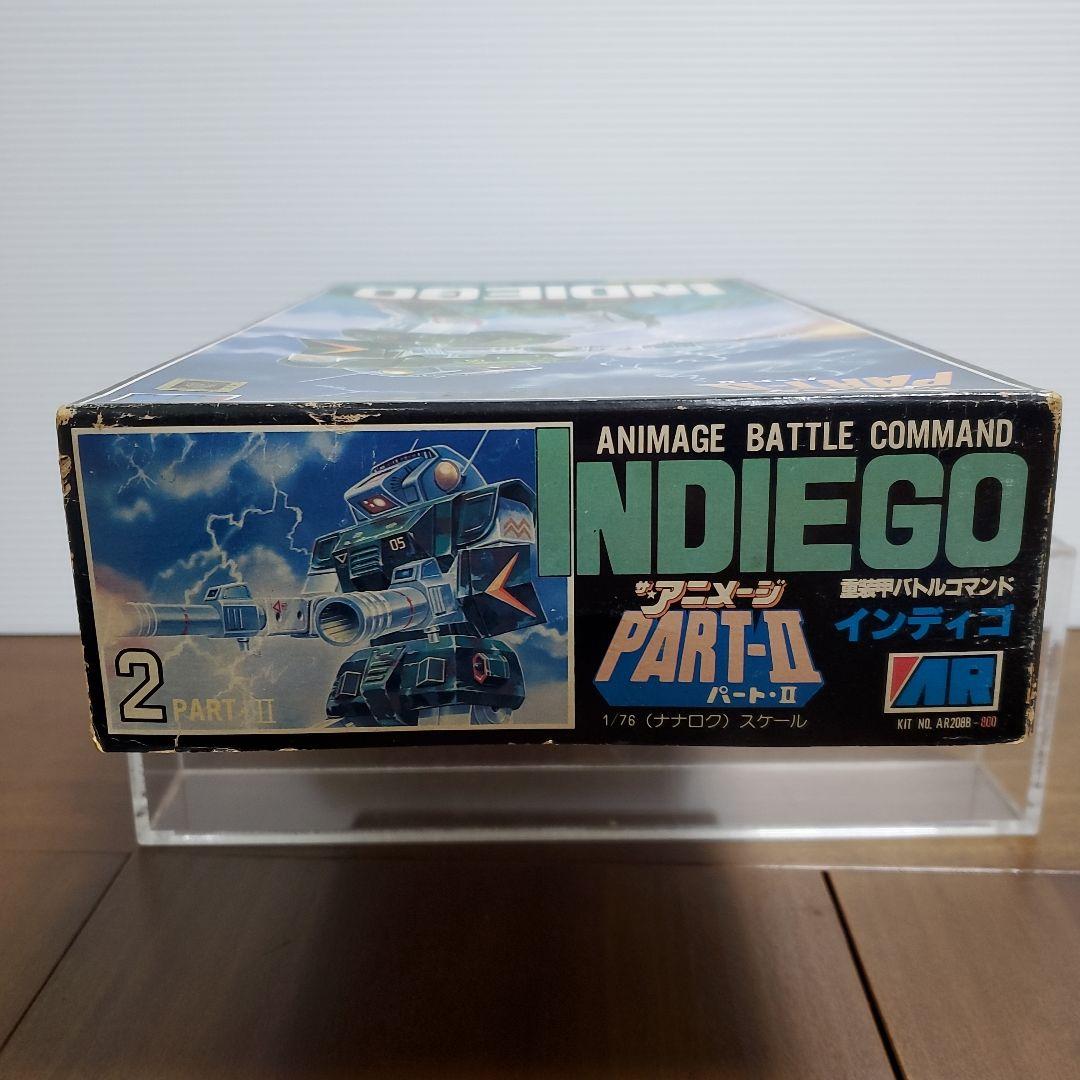 INDIEGO
PART-II
ANIMAGE BATTLE COMMAND
INDIEGO
重装甲バトルコマンド
インディゴ
ザ★アニメージ
PART-II
パート・II
1/76 (ナナロク) スケール
AR
KIT NO. AR208B-800
05
2 PART-II